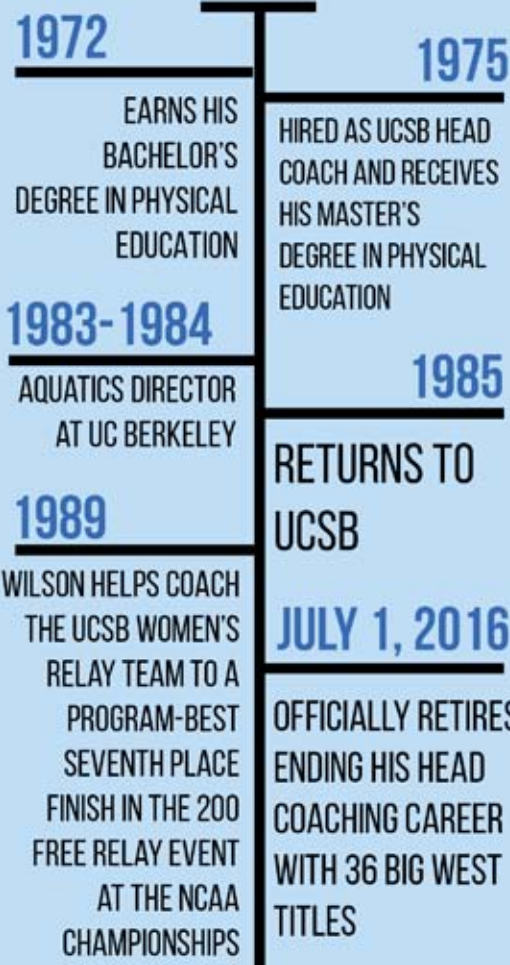 1972
EARNS HIS
BACHELOR'S
DEGREE IN PHYSICAL
EDUCATION
1975
HIRED AS UCSB HEAD
COACH AND RECEIVES
HIS MASTER'S
DEGREE IN PHYSICAL
EDUCATION
1983-1984
AQUATICS DIRECTOR
AT UC BERKELEY
1985
RETURNS TO
UCSB
1989
WILSON HELPS COACH
THE UCSB WOMEN'S
RELAY TEAM TO A
PROGRAM-BEST
SEVENTH PLACE
FINISH IN THE 200
FREE RELAY EVENT
AT THE NCAA
CHAMPIONSHIPS
JULY 1, 2016
OFFICIALLY RETIRES
ENDING HIS HEAD
COACHING CAREER
WITH 36 BIG WEST
TITLES